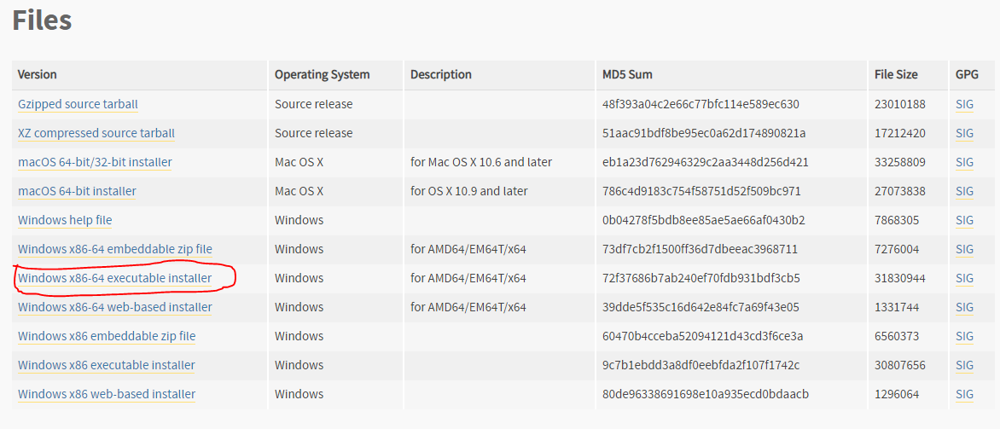 Files
Version Operating System Description MD5 Sum File Size GPG
Gzipped source tarball Source release 48f393a04c2e66c77bfc114e589ec630 23010188 SIG
XZ compressed source tarball Source release 51aac91bdf8be95ec0a62d174890821a 17212420 SIG
macOS 64-bit/32-bit installer Mac OS X for Mac OS X 10.6 and later eb1a23d762946329c2aa3448d256d421 33258809 SIG
macOS 64-bit installer Mac OS X for OS X 10.9 and later 786c4d9183c754f58751d52f509bc971 27073838 SIG
Windows help file Windows 0b04278f5bdb8ee85ae5ae66af0430b2 7868305 SIG
Windows x86-64 embeddable zip file Windows for AMD64/EM64T/x64 73df7cb2f1500ff36d7dbeeac3968711 7276004 SIG
Windows x86-64 executable installer Windows for AMD64/EM64T/x64 72f37686b7ab240ef70fdb931bdf3cb5 31830944 SIG
Windows x86-64 web-based installer Windows for AMD64/EM64T/x64 39dde5f535c16d642e84fc7a69f43e05 1331744 SIG
Windows x86 embeddable zip file Windows 60470b4cceba52094121d43cd3f6ce3a 6560373 SIG
Windows x86 executable installer Windows 9c7b1ebdd3a8df0eebfda2f107f1742c 30807656 SIG
Windows x86 web-based installer Windows 80de96338691698e10a935ecd0bdaacb 1296064 SIG